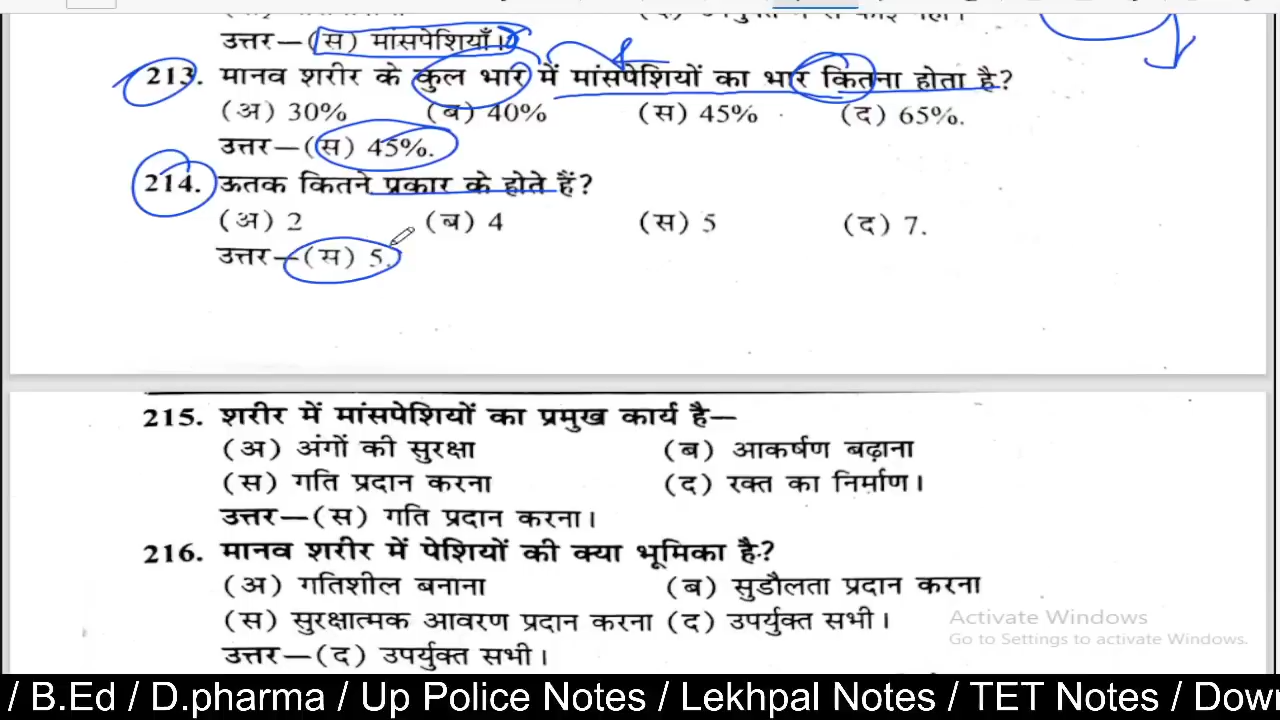 उत्तर—(स) मांसपेशियाँ।
213. मानव शरीर के कुल भार में मांसपेशियों का भार कितना होता है?
(अ) 30% (ब) 40% (स) 45% (द) 65%.
उत्तर—(स) 45%.
214. ऊतक कितने प्रकार के होते हैं?
(अ) 2 (ब) 4 (स) 5 (द) 7.
उत्तर—(स) 5.
215. शरीर में मांसपेशियों का प्रमुख कार्य है—
(अ) अंगों की सुरक्षा (ब) आकर्षण बढ़ाना
(स) गति प्रदान करना (द) रक्त का निर्माण।
उत्तर—(स) गति प्रदान करना।
216. मानव शरीर में पेशियों की क्या भूमिका है?
(अ) गतिशील बनाना (ब) सुडौलता प्रदान करना
(स) सुरक्षात्मक आवरण प्रदान करना (द) उपर्युक्त सभी।
उत्तर—(द) उपर्युक्त सभी।
Activate Windows
Go to Settings to activate Windows.
/ B.Ed / D.pharma / Up Police Notes / Lekhpal Notes / TET Notes / Down